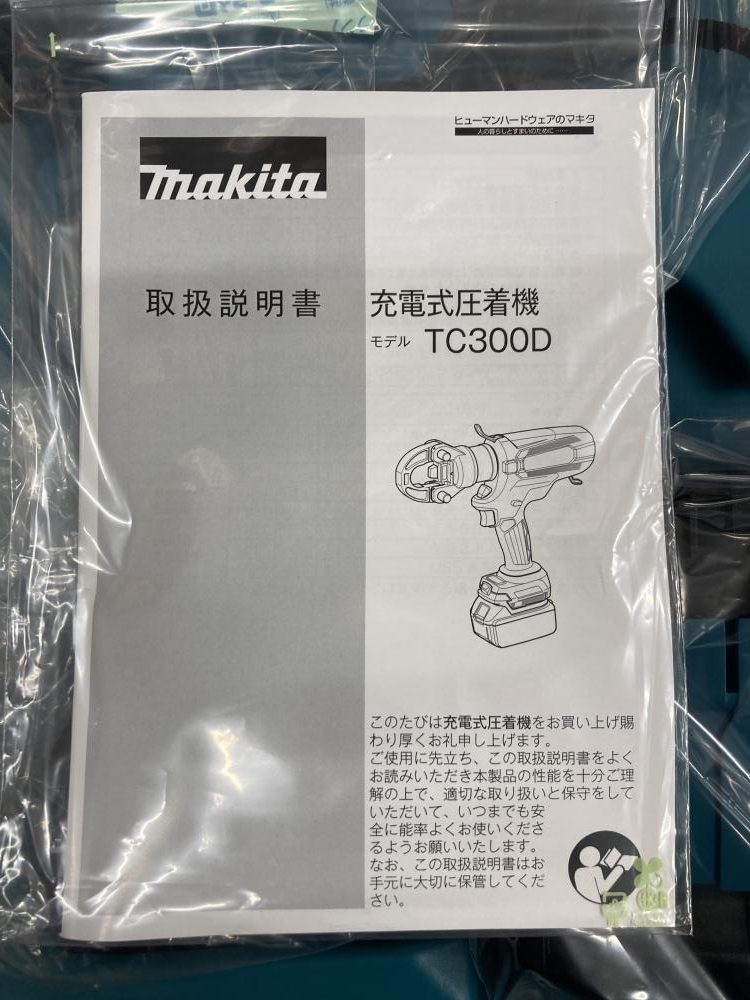 ヒューマンハードウェアのマキタ
人の暮らしとすまいのために……
makita
取扱説明書
充電式圧着機
モデル TC300D
このたびは充電式圧着機をお買い上げ賜
わり厚くお礼申し上げます。
ご使用に先立ち、この取扱説明書をよく
お読みいただき本製品の性能を十分ご理
解の上で、適切な取り扱いと保守をして
いただいて、いつまでも安
全に能率よくお使いくださ
るようお願いいたします。
なお、この取扱説明書はお
手元に大切に保管してくだ
さい。